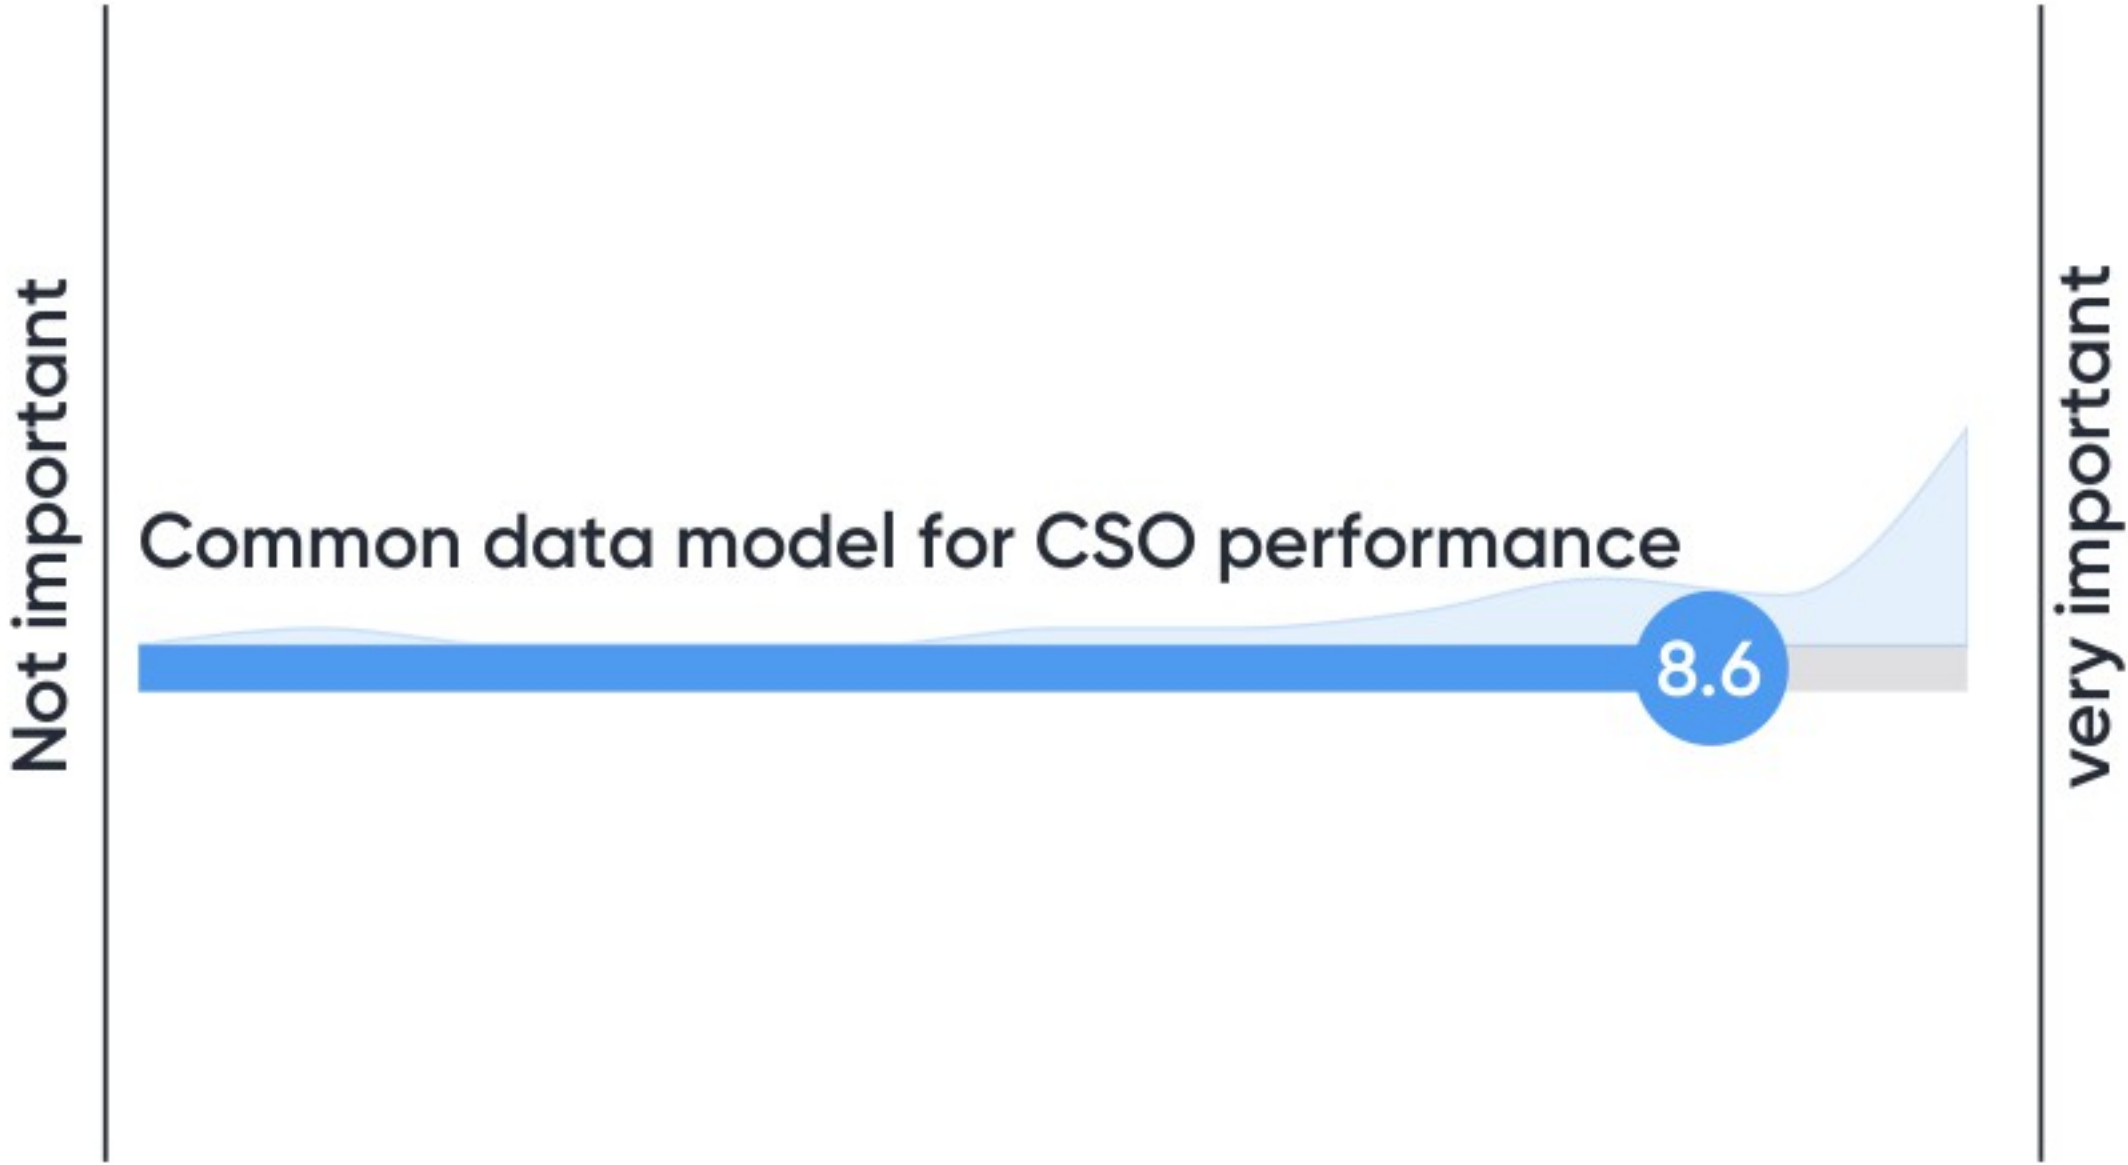 Not important
Common data model for CSO performance
8.6
very important